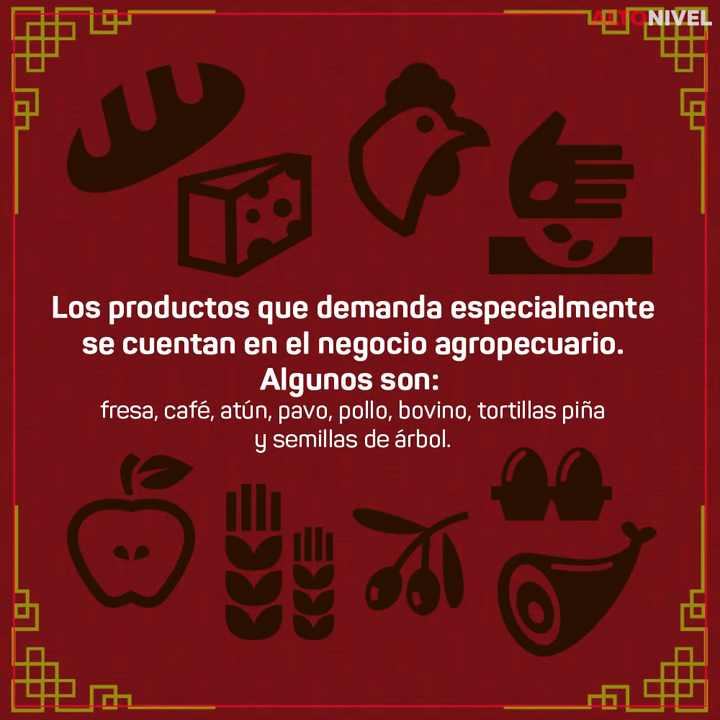 ALTONIVEL
Los productos que demanda especialmente
se cuentan en el negocio agropecuario.
Algunos son:
fresa, café, atún, pavo, pollo, bovino, tortillas piña
y semillas de árbol.